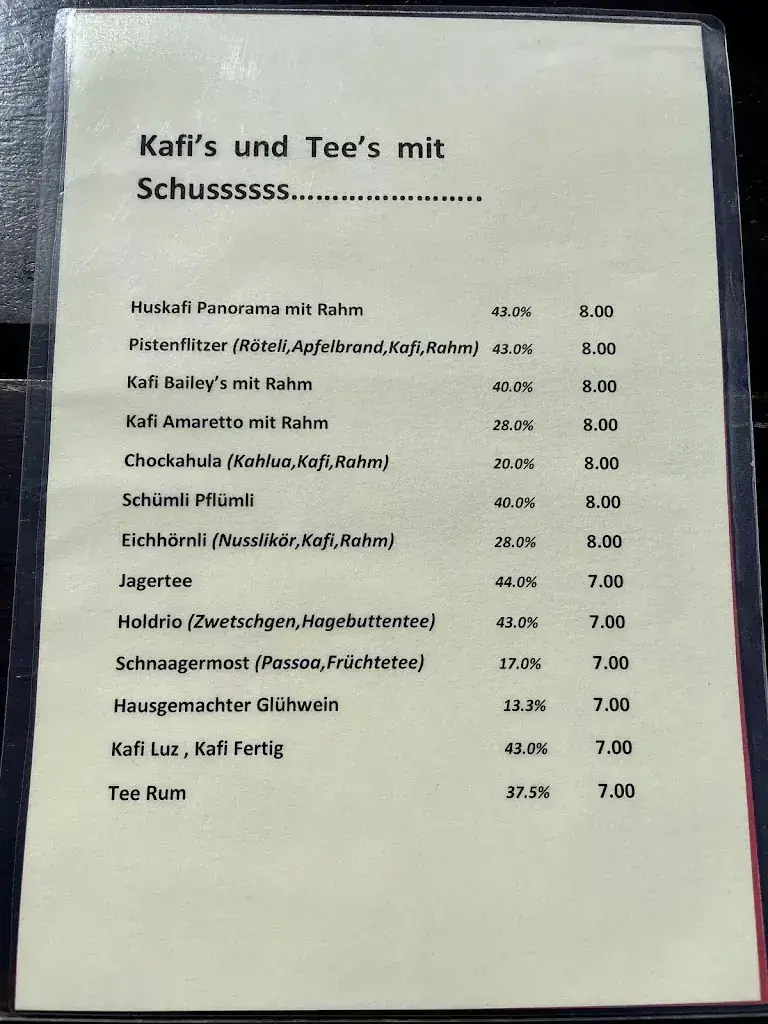 Kafi's und Tee's mit
Schussssss.......................
Huskafi Panorama mit Rahm 43.0% 8.00
Pistenflitzer (Röteli,Apfelbrand,Kafi,Rahm) 43.0% 8.00
Kafi Bailey's mit Rahm 40.0% 8.00
Kafi Amaretto mit Rahm 28.0% 8.00
Chockahula (Kahlua,Kafi,Rahm) 20.0% 8.00
Schümli Pflümli 40.0% 8.00
Eichhörnli (Nusslikör,Kafi,Rahm) 28.0% 8.00
Jagertee 44.0% 7.00
Holdrio (Zwetschgen,Hagebuttentee) 43.0% 7.00
Schnaagermost (Passoa,Früchtetee) 17.0% 7.00
Hausgemachter Glühwein 13.3% 7.00
Kafi Luz , Kafi Fertig 43.0% 7.00
Tee Rum 37.5% 7.00